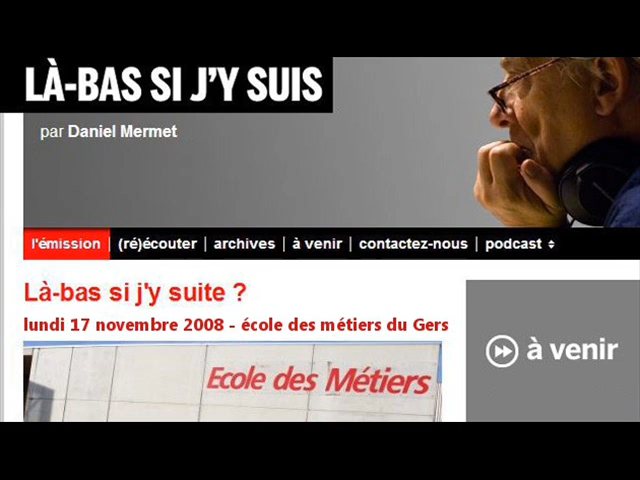 LÀ-BAS SI J'Y SUIS
par Daniel Mermet
l'émission | (ré)écouter | archives | à venir | contactez-nous | podcast
Là-bas si j'y suite ?
lundi 17 novembre 2008 - école des métiers du Gers
à venir
Ecole des Métiers